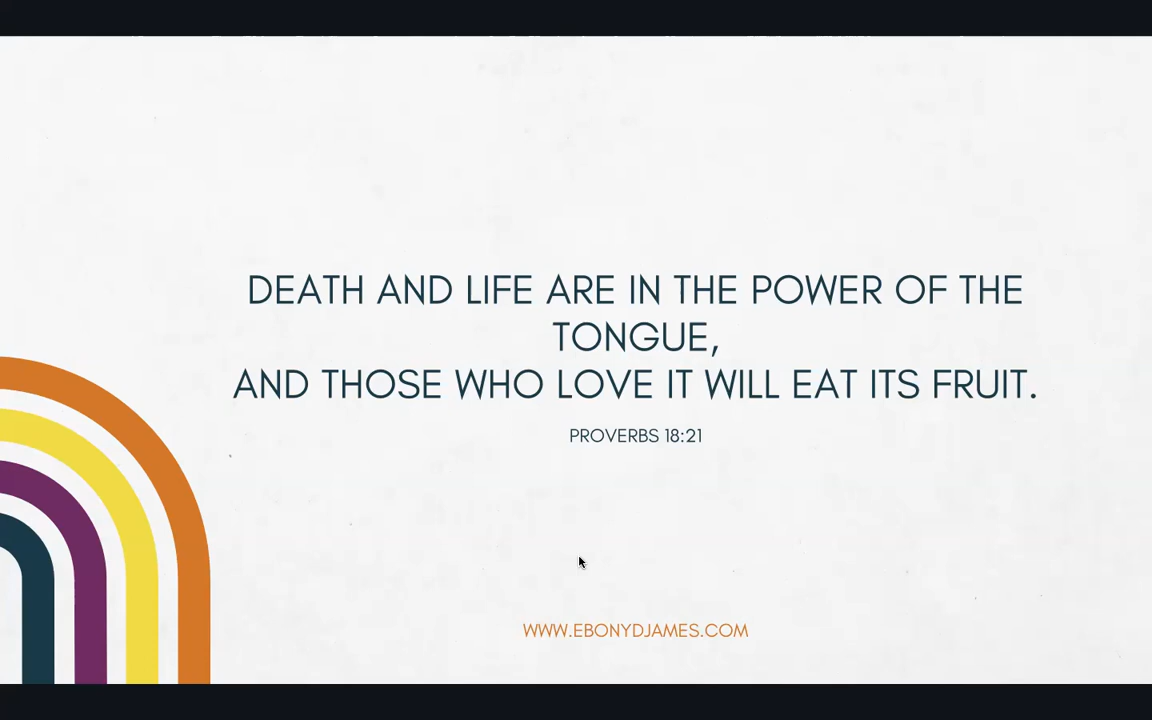 DEATH AND LIFE ARE IN THE POWER OF THE
TONGUE,
AND THOSE WHO LOVE IT WILL EAT ITS FRUIT.
PROVERBS 18:21
WWW.EBONYDJAMES.COM